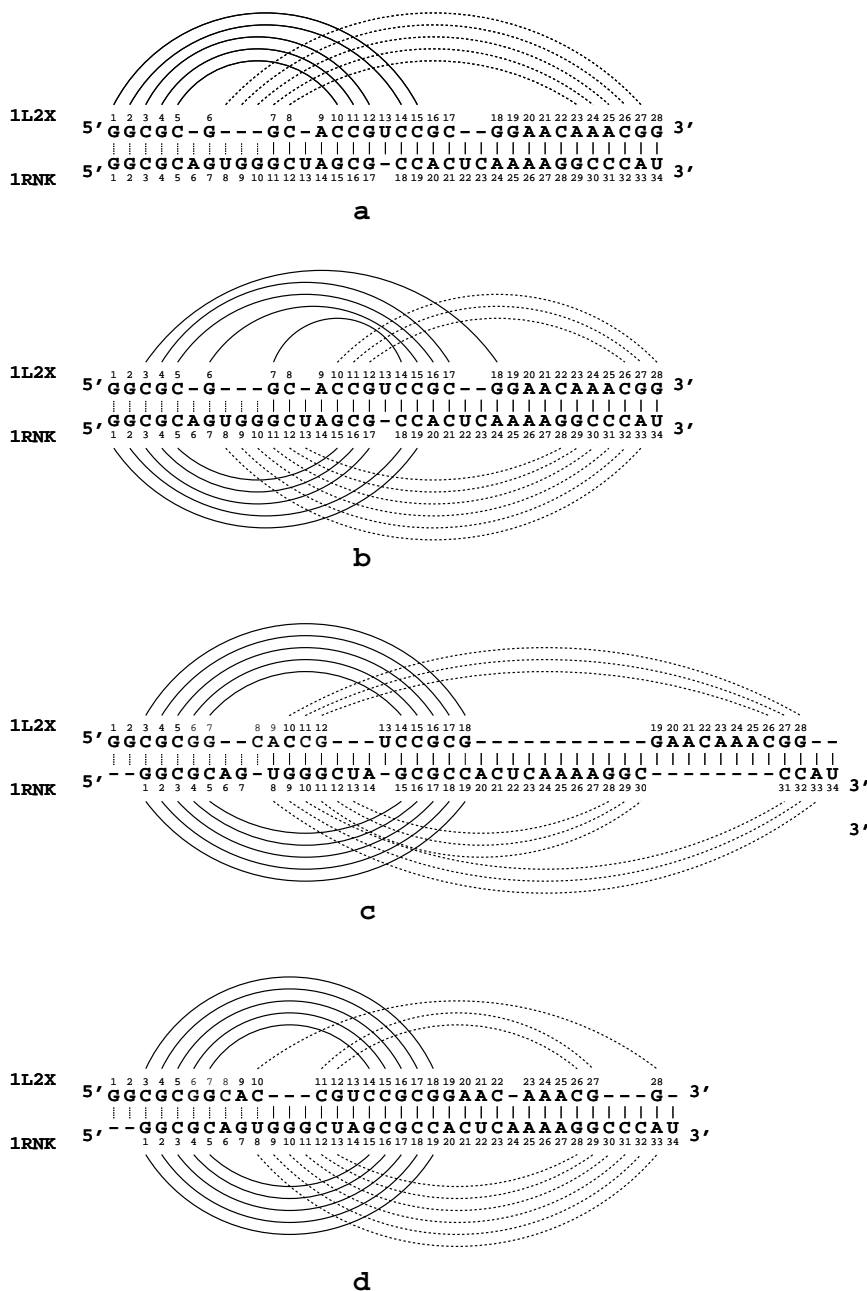 1 2 3 4 5 6 7 8 9 10 11 12 13 14 15 16 17 18 19 20 21 22 23 24 25 26 27 28
1L2X 5' GGCGC-G---GC-ACCGUCCGC--GGAACAAACGG 3'
1RNK 5' GGCGCAGUGGGCUAGCG-CCACUCAAAAGGCCCAU 3'
1 2 3 4 5 6 7 8 9 10 11 12 13 14 15 16 17 18 19 20 21 22 23 24 25 26 27 28 29 30 31 32 33 34
a
1 2 3 4 5 6 7 8 9 10 11 12 13 14 15 16 17 18 19 20 21 22 23 24 25 26 27 28
1L2X 5' GGCGC-G---GC-ACCGUCCGC--GGAACAAACGG 3'
1RNK 5' GGCGCAGUGGGCUAGCG-CCACUCAAAAGGCCCAU 3'
1 2 3 4 5 6 7 8 9 10 11 12 13 14 15 16 17 18 19 20 21 22 23 24 25 26 27 28 29 30 31 32 33 34
b
1 2 3 4 5 6 7 8 9 10 11 12 13 14 15 16 17 18 19 20 21 22 23 24 25 26 27 28
1L2X 5' GGCGCGG--CACCG---UCCGCG-----------GAACAAACGG-- 3'
1RNK 5' --GGCGCAG-UGGGCUA-GCGCCACUCAAAAGGC--------CCAU 3'
1 2 3 4 5 6 7 8 9 10 11 12 13 15 16 17 18 19 20 21 22 23 24 25 26 27 28 29 30 31 32 33 34
c
1 2 3 4 5 6 7 8 9 10 11 12 13 14 15 16 17 18 19 20 21 22 23 24 25 26 27 28
1L2X 5' GGCGCGGCAC---CGUCCGCGGAAC-AAACG---G- 3'
1RNK 5' --GGCGCAGUGGGCUAGCGCCACUCAAAAGGCCCAU 3'
1 2 3 4 5 6 7 8 9 10 11 12 13 14 15 16 17 18 19 20 21 22 23 24 25 26 27 28 29 30 31 32 33 34
d